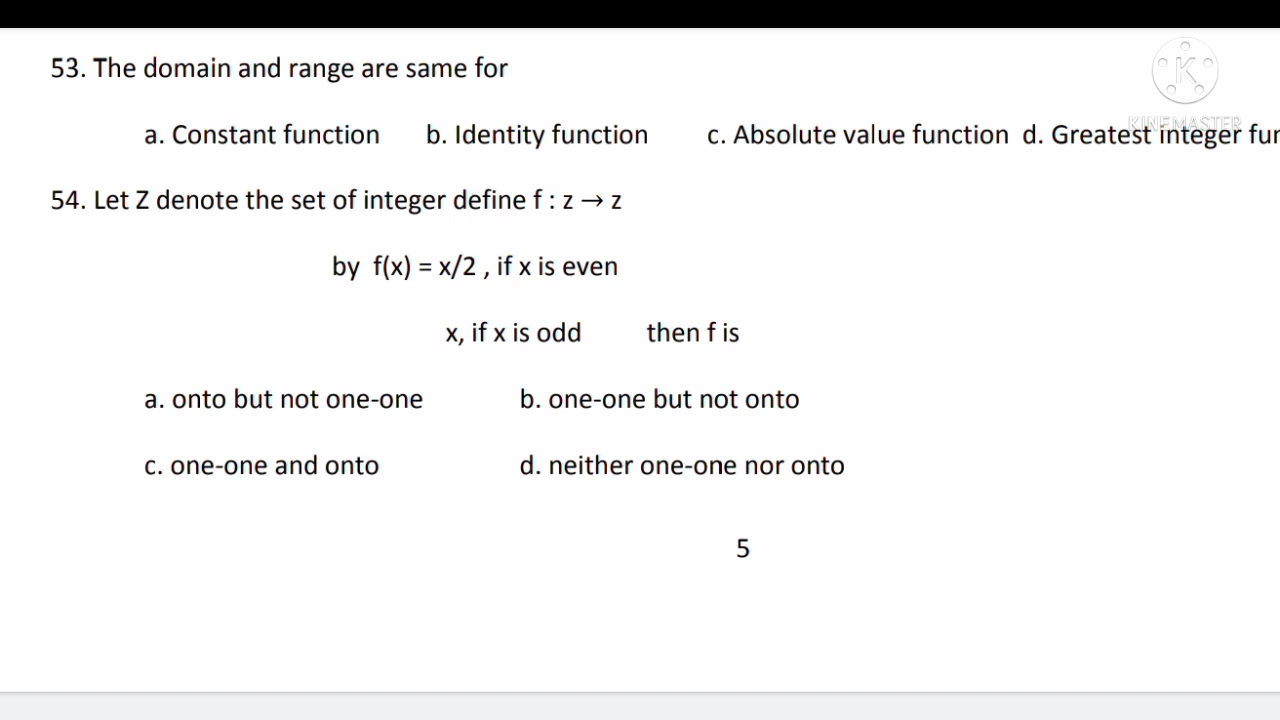 53. The domain and range are same for
a. Constant function b. Identity function c. Absolute value function d. Greatest integer fur
54. Let Z denote the set of integer define f : z → z
by f(x) = x/2 , if x is even
x, if x is odd then f is
a. onto but not one-one b. one-one but not onto
c. one-one and onto d. neither one-one nor onto
5
K
KINEMASTER